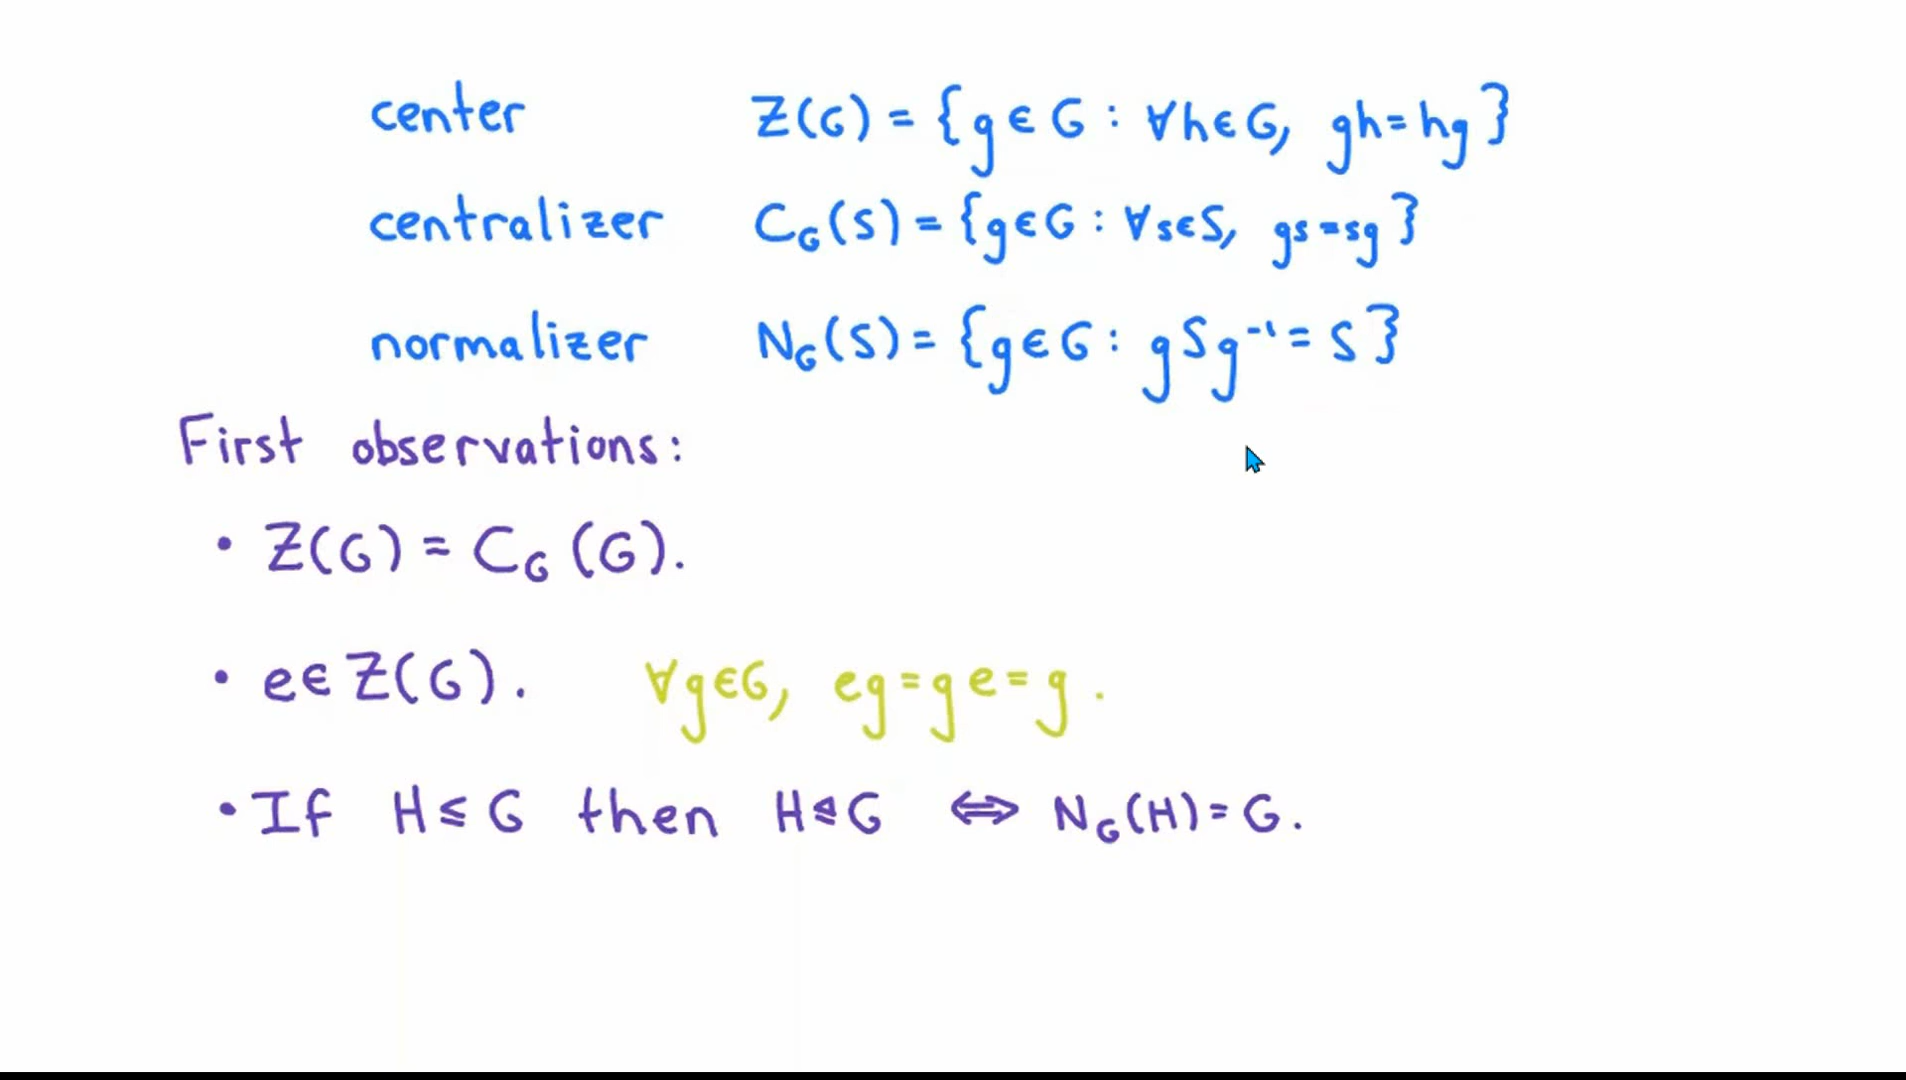 center Z(G) = {g ∈ G : ∀h∈G, gh=hg}
centralizer C_G(S) = {g∈G : ∀s∈S, gs=sg}
normalizer N_G(S) = {g∈G : gSg⁻¹ = S}
First observations:
• Z(G) = C_G(G).
• e∈Z(G). ∀g∈G, eg=ge=g.
• If H ≤ G then H ⊴ G ⟺ N_G(H) = G.